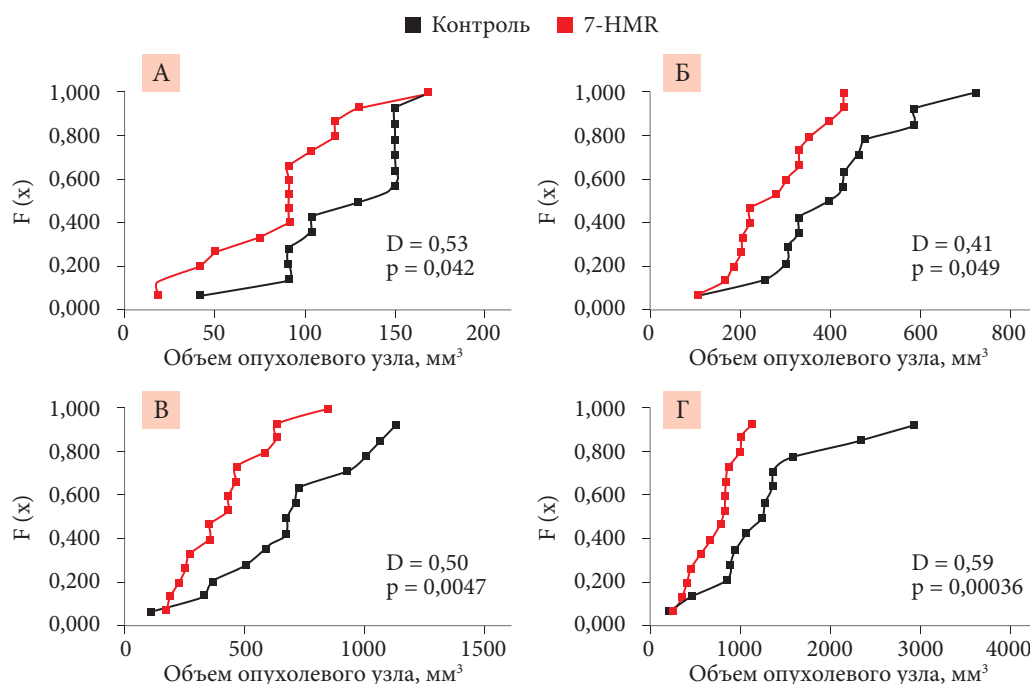 Контроль 7-HMR
А
1,000
0,800
0,600
0,400
0,200
0,000
F (x)
D = 0,53
p = 0,042
0 50 100 150 200
Объем опухолевого узла, мм³
Б
1,000
0,800
0,600
0,400
0,200
0,000
F (x)
D = 0,41
p = 0,049
0 200 400 600 800
Объем опухолевого узла, мм³
В
1,000
0,800
0,600
0,400
0,200
0,000
F (x)
D = 0,50
p = 0,0047
0 500 1000 1500
Объем опухолевого узла, мм³
Г
1,000
0,800
0,600
0,400
0,200
0,000
F (x)
D = 0,59
p = 0,00036
0 1000 2000 3000 4000
Объем опухолевого узла, мм³